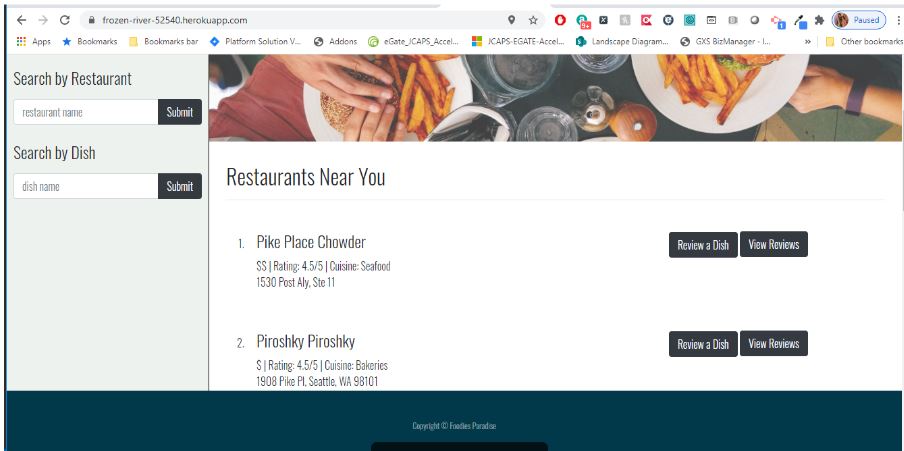 frozen-river-52540.herokuapp.com
Paused
Apps
Bookmarks
Bookmarks bar
Platform Solution V...
Addons
eGate_JCAPS_Accel...
JCAPS-EGATE-Accel...
Landscape Diagram...
GXS BizManager - I...
»
Other bookmarks
Search by Restaurant
restaurant name
Submit
Search by Dish
dish name
Submit
Restaurants Near You
1. Pike Place Chowder
$$ | Rating: 4.5/5 | Cuisine: Seafood
1530 Post Aly, Ste 11
Review a Dish
View Reviews
2. Piroshky Piroshky
$ | Rating: 4.5/5 | Cuisine: Bakeries
1908 Pike Pl, Seattle, WA 98101
Review a Dish
View Reviews
Copyright © Foodies Paradise